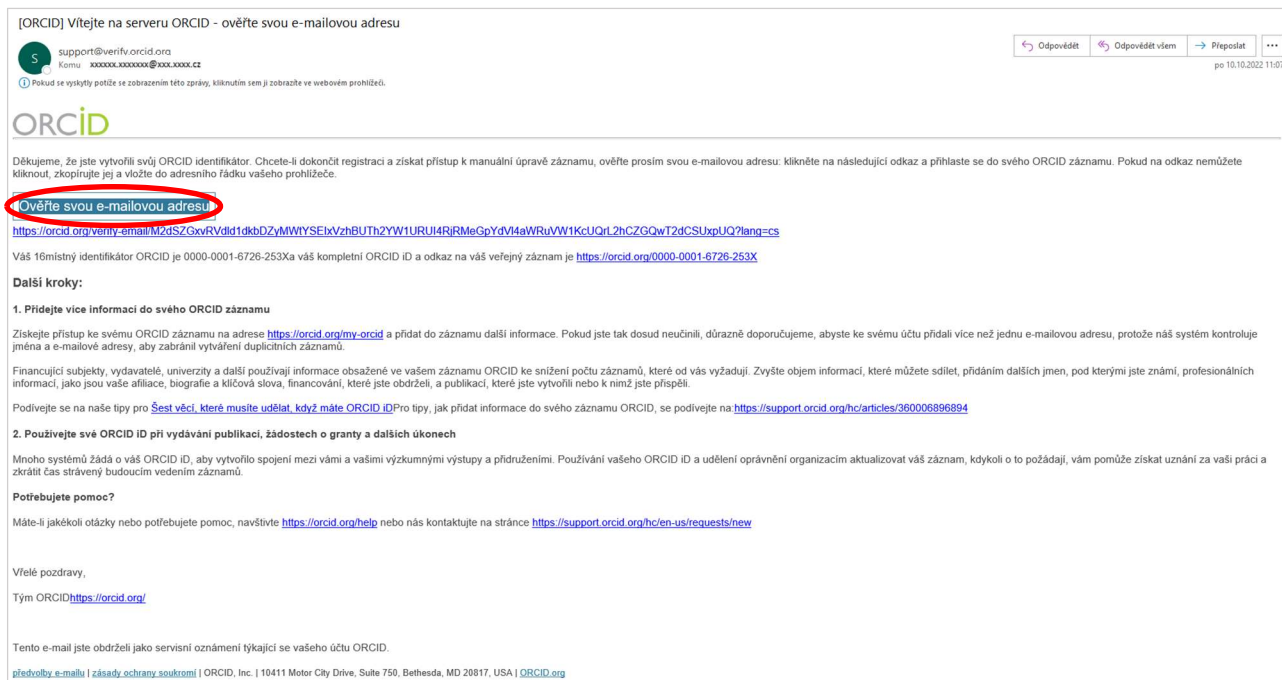 [ORCID] Vítejte na serveru ORCID - ověřte svou e-mailovou adresu
S
support@verify.orcid.org
Komu xxxxxx.xxxxxxx@xxx.xxxx.cz
Odpovědět
Odpovědět všem
Přeposlat
po 10.10.2022 11:07
Pokud se vyskytly potíže se zobrazením této zprávy, kliknutím sem ji zobrazíte ve webovém prohlížeči.
ORCID
Děkujeme, že jste vytvořili svůj ORCID identifikátor. Chcete-li dokončit registraci a získat přístup k manuální úpravě záznamu, ověřte prosím svou e-mailovou adresu: klikněte na následující odkaz a přihlaste se do svého ORCID záznamu. Pokud na odkaz nemůžete
kliknout, zkopírujte jej a vložte do adresního řádku vašeho prohlížeče.
Ověřte svou e-mailovou adresu
Váš 16místný identifikátor ORCID je 0000-0001-6726-253Xa váš kompletní ORCID iD a odkaz na váš veřejný záznam je https://orcid.org/0000-0001-6726-253X
Další kroky:
1. Přidejte více informací do svého ORCID záznamu
Získejte přístup ke svému ORCID záznamu na adrese https://orcid.org/my-orcid a přidat do záznamu další informace. Pokud jste tak dosud neučinili, důrazně doporučujeme, abyste ke svému účtu přidali více než jednu e-mailovou adresu, protože náš systém kontroluje
jména a e-mailové adresy, aby zabránil vytváření duplicitních záznamů.
Financující subjekty, vydavatelé, univerzity a další používají informace obsažené ve vašem záznamu ORCID ke snížení počtu záznamů, které od vás vyžadují. Zvyšte objem informací, které můžete sdílet, přidáním dalších jmen, pod kterými jste známí, profesionálních
informací, jako jsou vaše afiliace, biografie a klíčová slova, financování, které jste obdrželi, a publikací, které jste vytvořili nebo k nimž jste přispěli.
Podívejte se na naše tipy pro Šest věcí, které musíte udělat, když máte ORCID iDPro tipy, jak přidat informace do svého záznamu ORCID, se podívejte na:https://support.orcid.org/hc/articles/360006896894
2. Používejte své ORCID iD při vydávání publikací, žádostech o granty a dalších úkonech
Mnoho systémů žádá o váš ORCID iD, aby vytvořilo spojení mezi vámi a vašimi výzkumnými výstupy a přidruženími. Používání vašeho ORCID iD a udělení oprávnění organizacím aktualizovat váš záznam, kdykoli o to požádají, vám pomůže získat uznání za vaši práci a
zkrátit čas strávený budoucím vedením záznamů.
Potřebujete pomoc?
Máte-li jakékoli otázky nebo potřebujete pomoc, navštivte https://orcid.org/help nebo nás kontaktujte na stránce https://support.orcid.org/hc/en-us/requests/new
Vřelé pozdravy,
Tým ORCIDhttps://orcid.org/
Tento e-mail jste obdrželi jako servisní oznámení týkající se vašeho účtu ORCID.
předvolby e-mailu | zásady ochrany soukromí | ORCID, Inc. | 10411 Motor City Drive, Suite 750, Bethesda, MD 20817, USA | ORCID.org